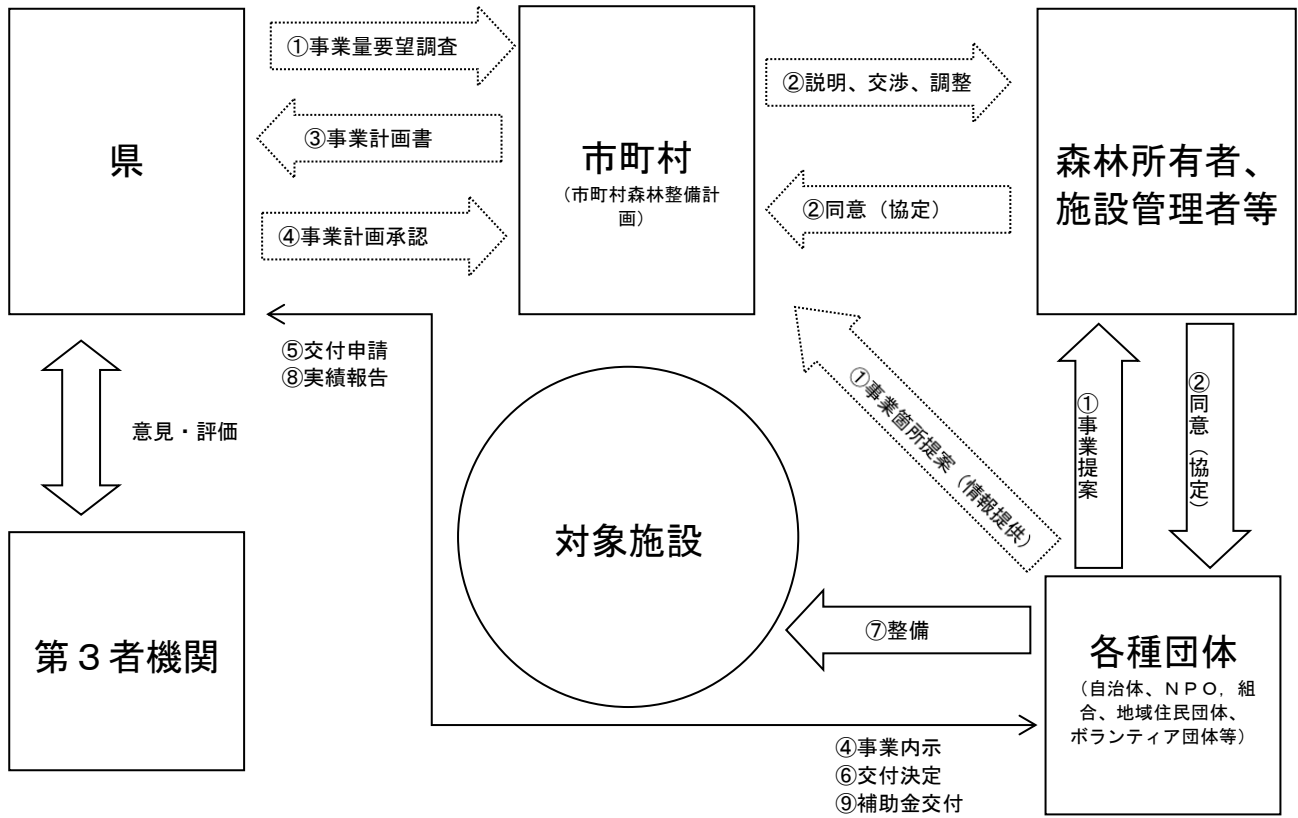 県
①事業量要望調査
③事業計画書
④事業計画承認
市町村
（市町村森林整備計
画）
②説明、交渉、調整
②同意（協定）
森林所有者、
施設管理者等
⑤交付申請
⑧実績報告
意見・評価
対象施設
①事業箇所提案（情報提供）
①事業提案
②同意（協定）
第３者機関
⑦整備
各種団体
（自治体、ＮＰＯ，組
合、地域住民団体、
ボランティア団体等）
④事業内示
⑥交付決定
⑨補助金交付